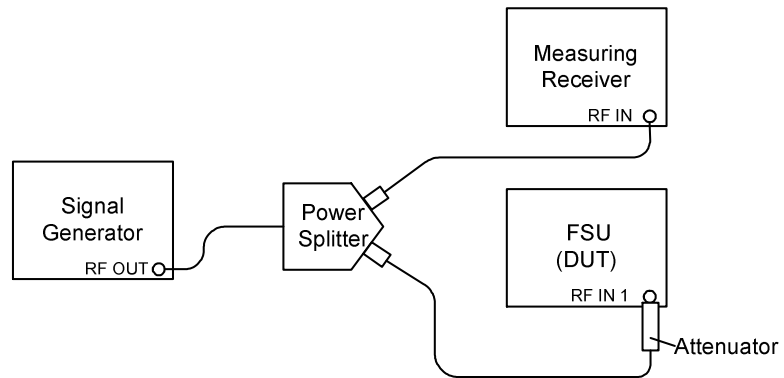 Measuring
Receiver
RF IN
Signal
Generator
RF OUT
Power
Splitter
FSU
(DUT)
RF IN 1
Attenuator